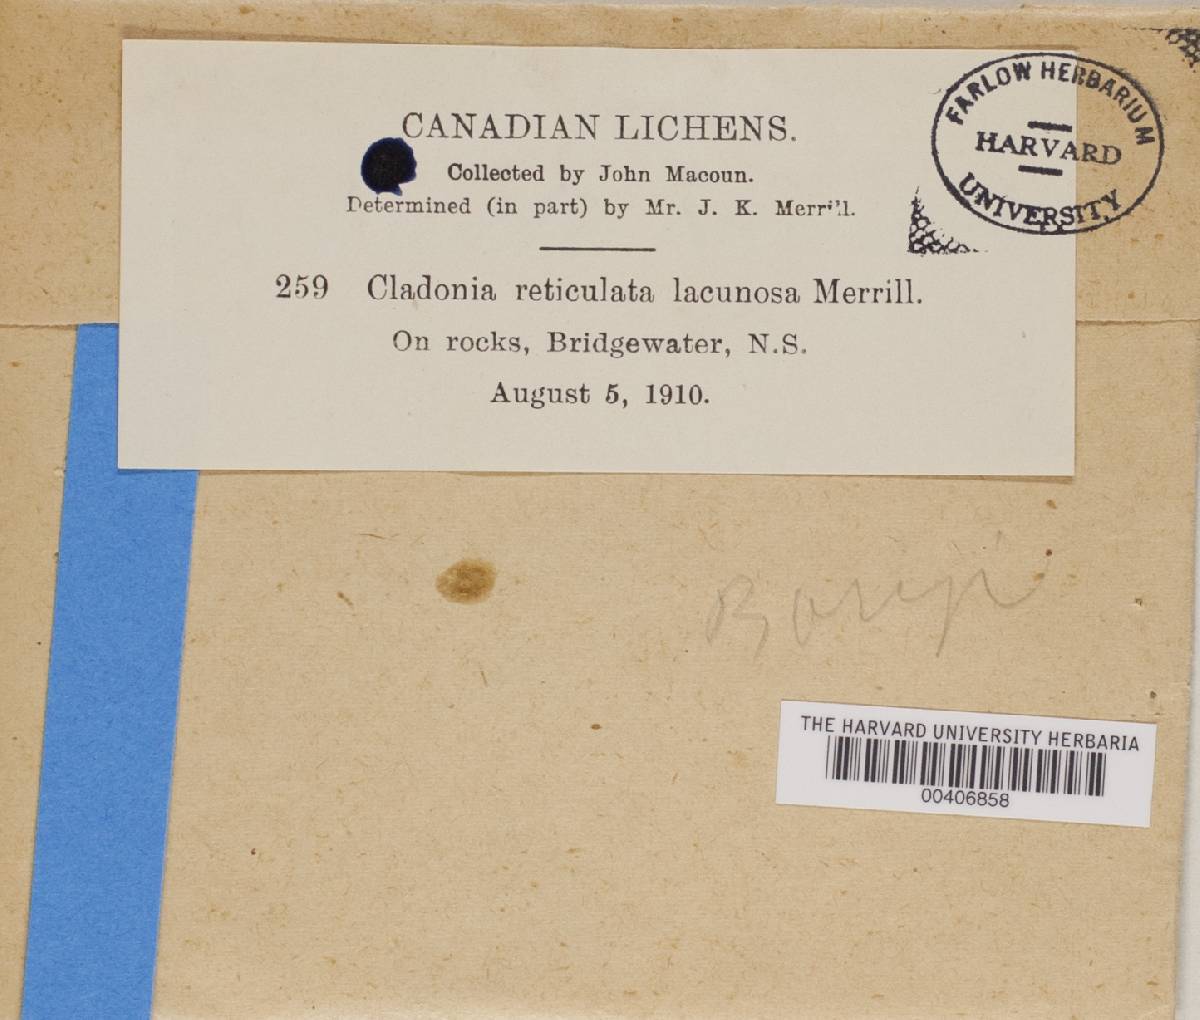 CANADIAN LICHENS.
Collected by John Macoun.
Determined (in part) by Mr. J. K. Merrill.
259 Cladonia reticulata lacunosa Merrill.
On rocks, Bridgewater, N.S.
August 5, 1910.
FARLOW HERBARIUM
HARVARD
UNIVERSITY
THE HARVARD UNIVERSITY HERBARIA
00406858